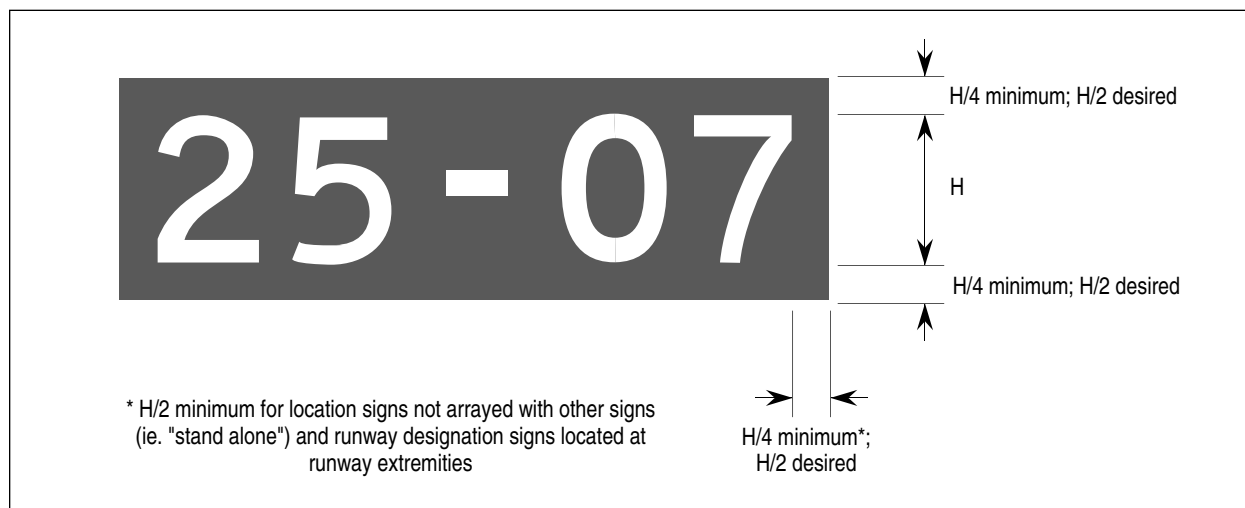 25-07
H/4 minimum; H/2 desired
H
H/4 minimum; H/2 desired
* H/2 minimum for location signs not arrayed with other signs
(ie. "stand alone") and runway designation signs located at
runway extremities
H/4 minimum*;
H/2 desired